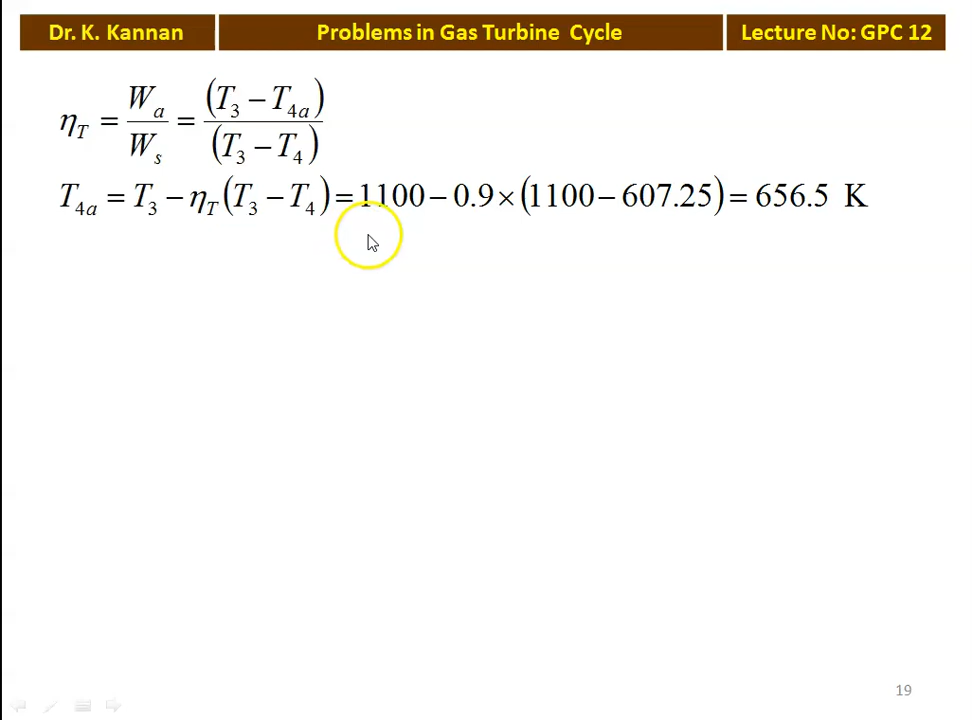 Dr. K. Kannan
Problems in Gas Turbine Cycle
Lecture No: GPC 12
η_T = W_a / W_s = (T_3 − T_4a) / (T_3 − T_4)
T_4a = T_3 − η_T (T_3 − T_4) = 1100 − 0.9 × (1100 − 607.25) = 656.5 K
19